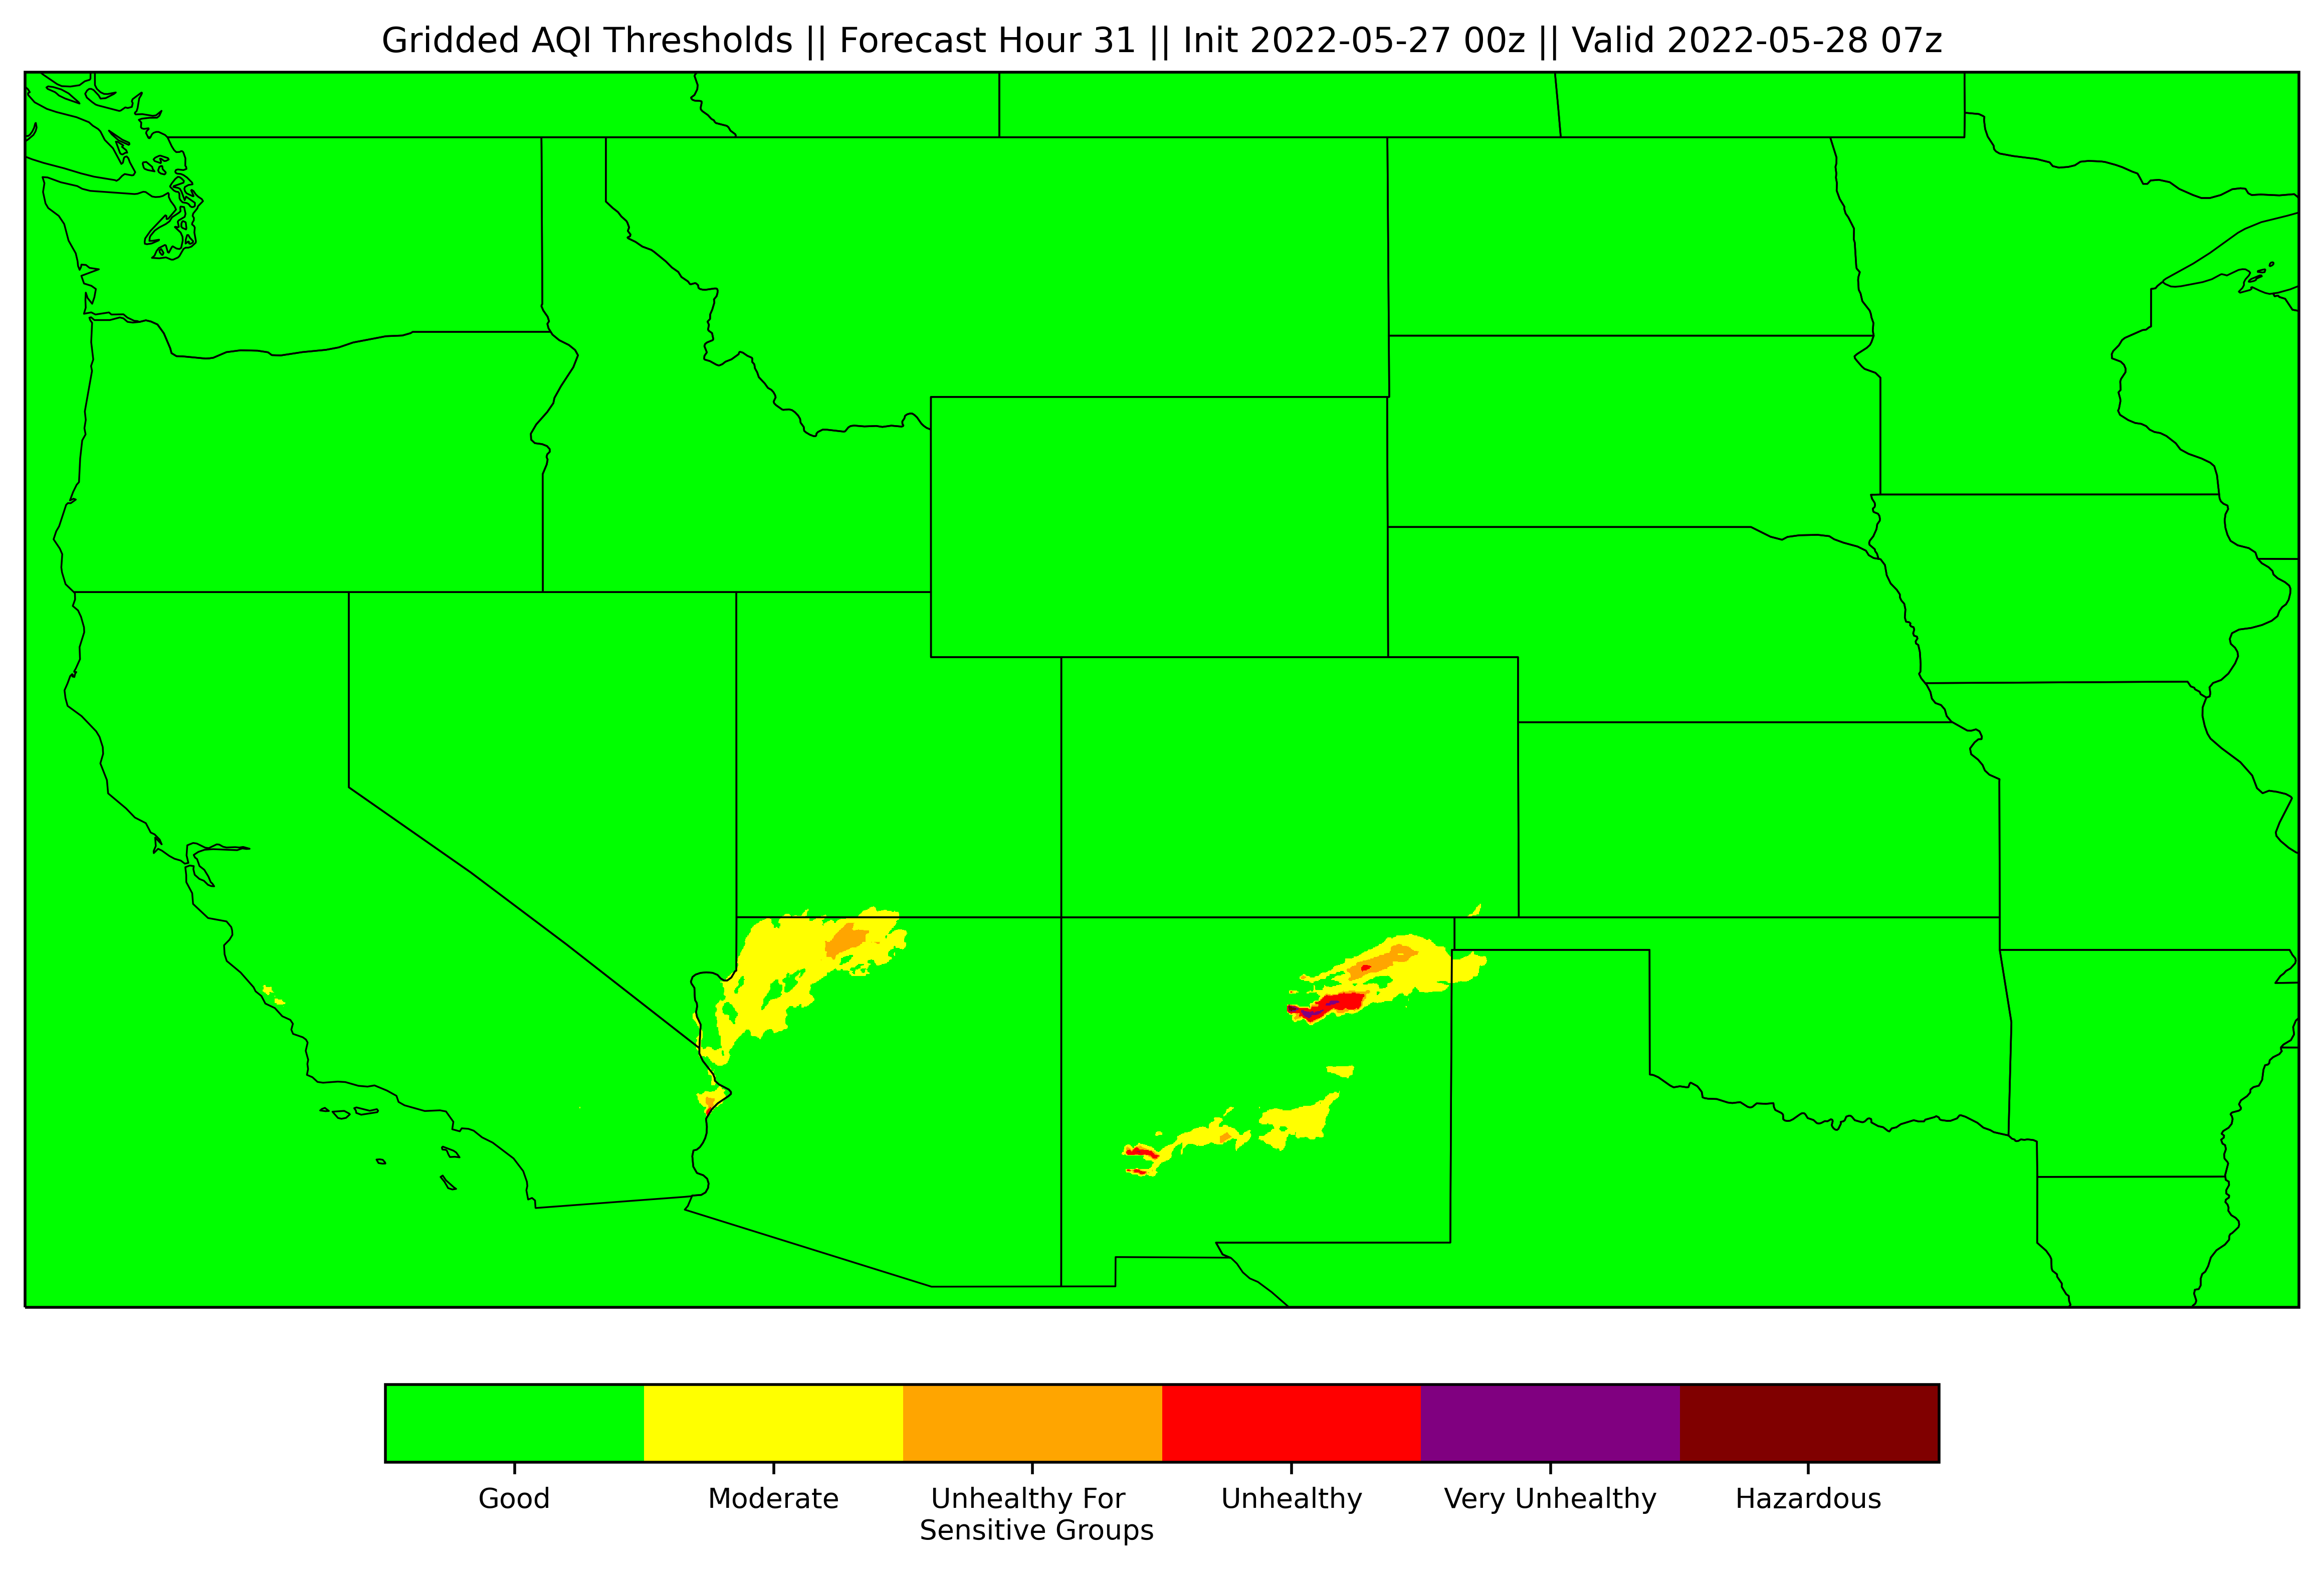 Gridded AQI Thresholds || Forecast Hour 31 || Init 2022-05-27 00z || Valid 2022-05-28 07z
Good
Moderate
Unhealthy For
Sensitive Groups
Unhealthy
Very Unhealthy
Hazardous